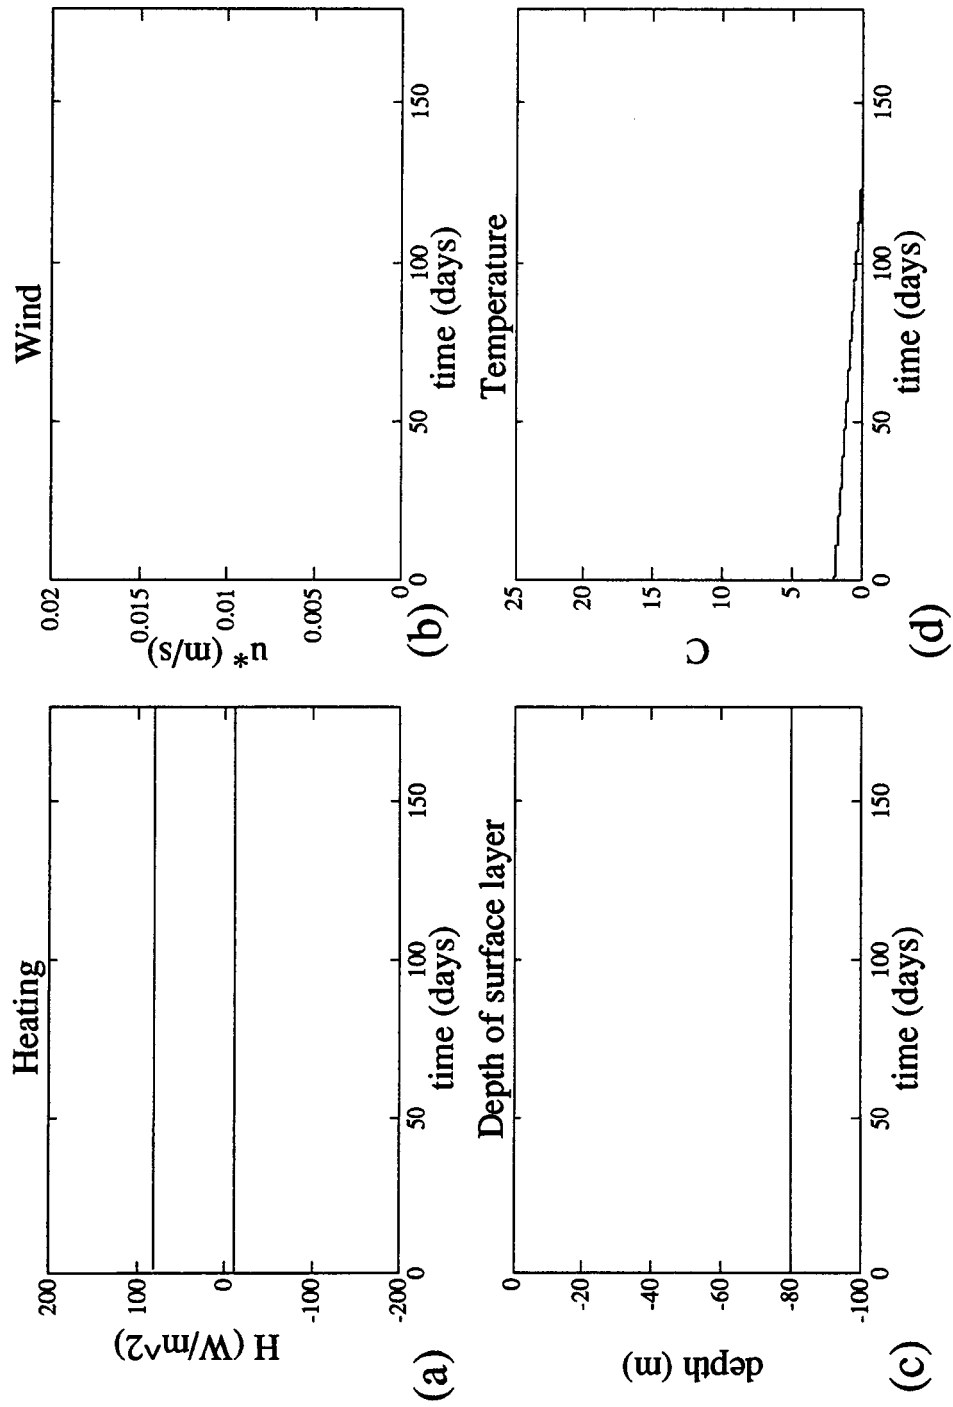 Heating
200
100
0
-100
-200
H (W/m^2)
0
50
100
150
time (days)
(a)
Wind
0.02
0.015
0.01
0.005
0
u* (m/s)
0
50
100
150
time (days)
(b)
Depth of surface layer
0
-20
-40
-60
-80
-100
depth (m)
0
50
100
150
time (days)
(c)
Temperature
25
20
15
10
5
0
C
0
50
100
150
time (days)
(d)